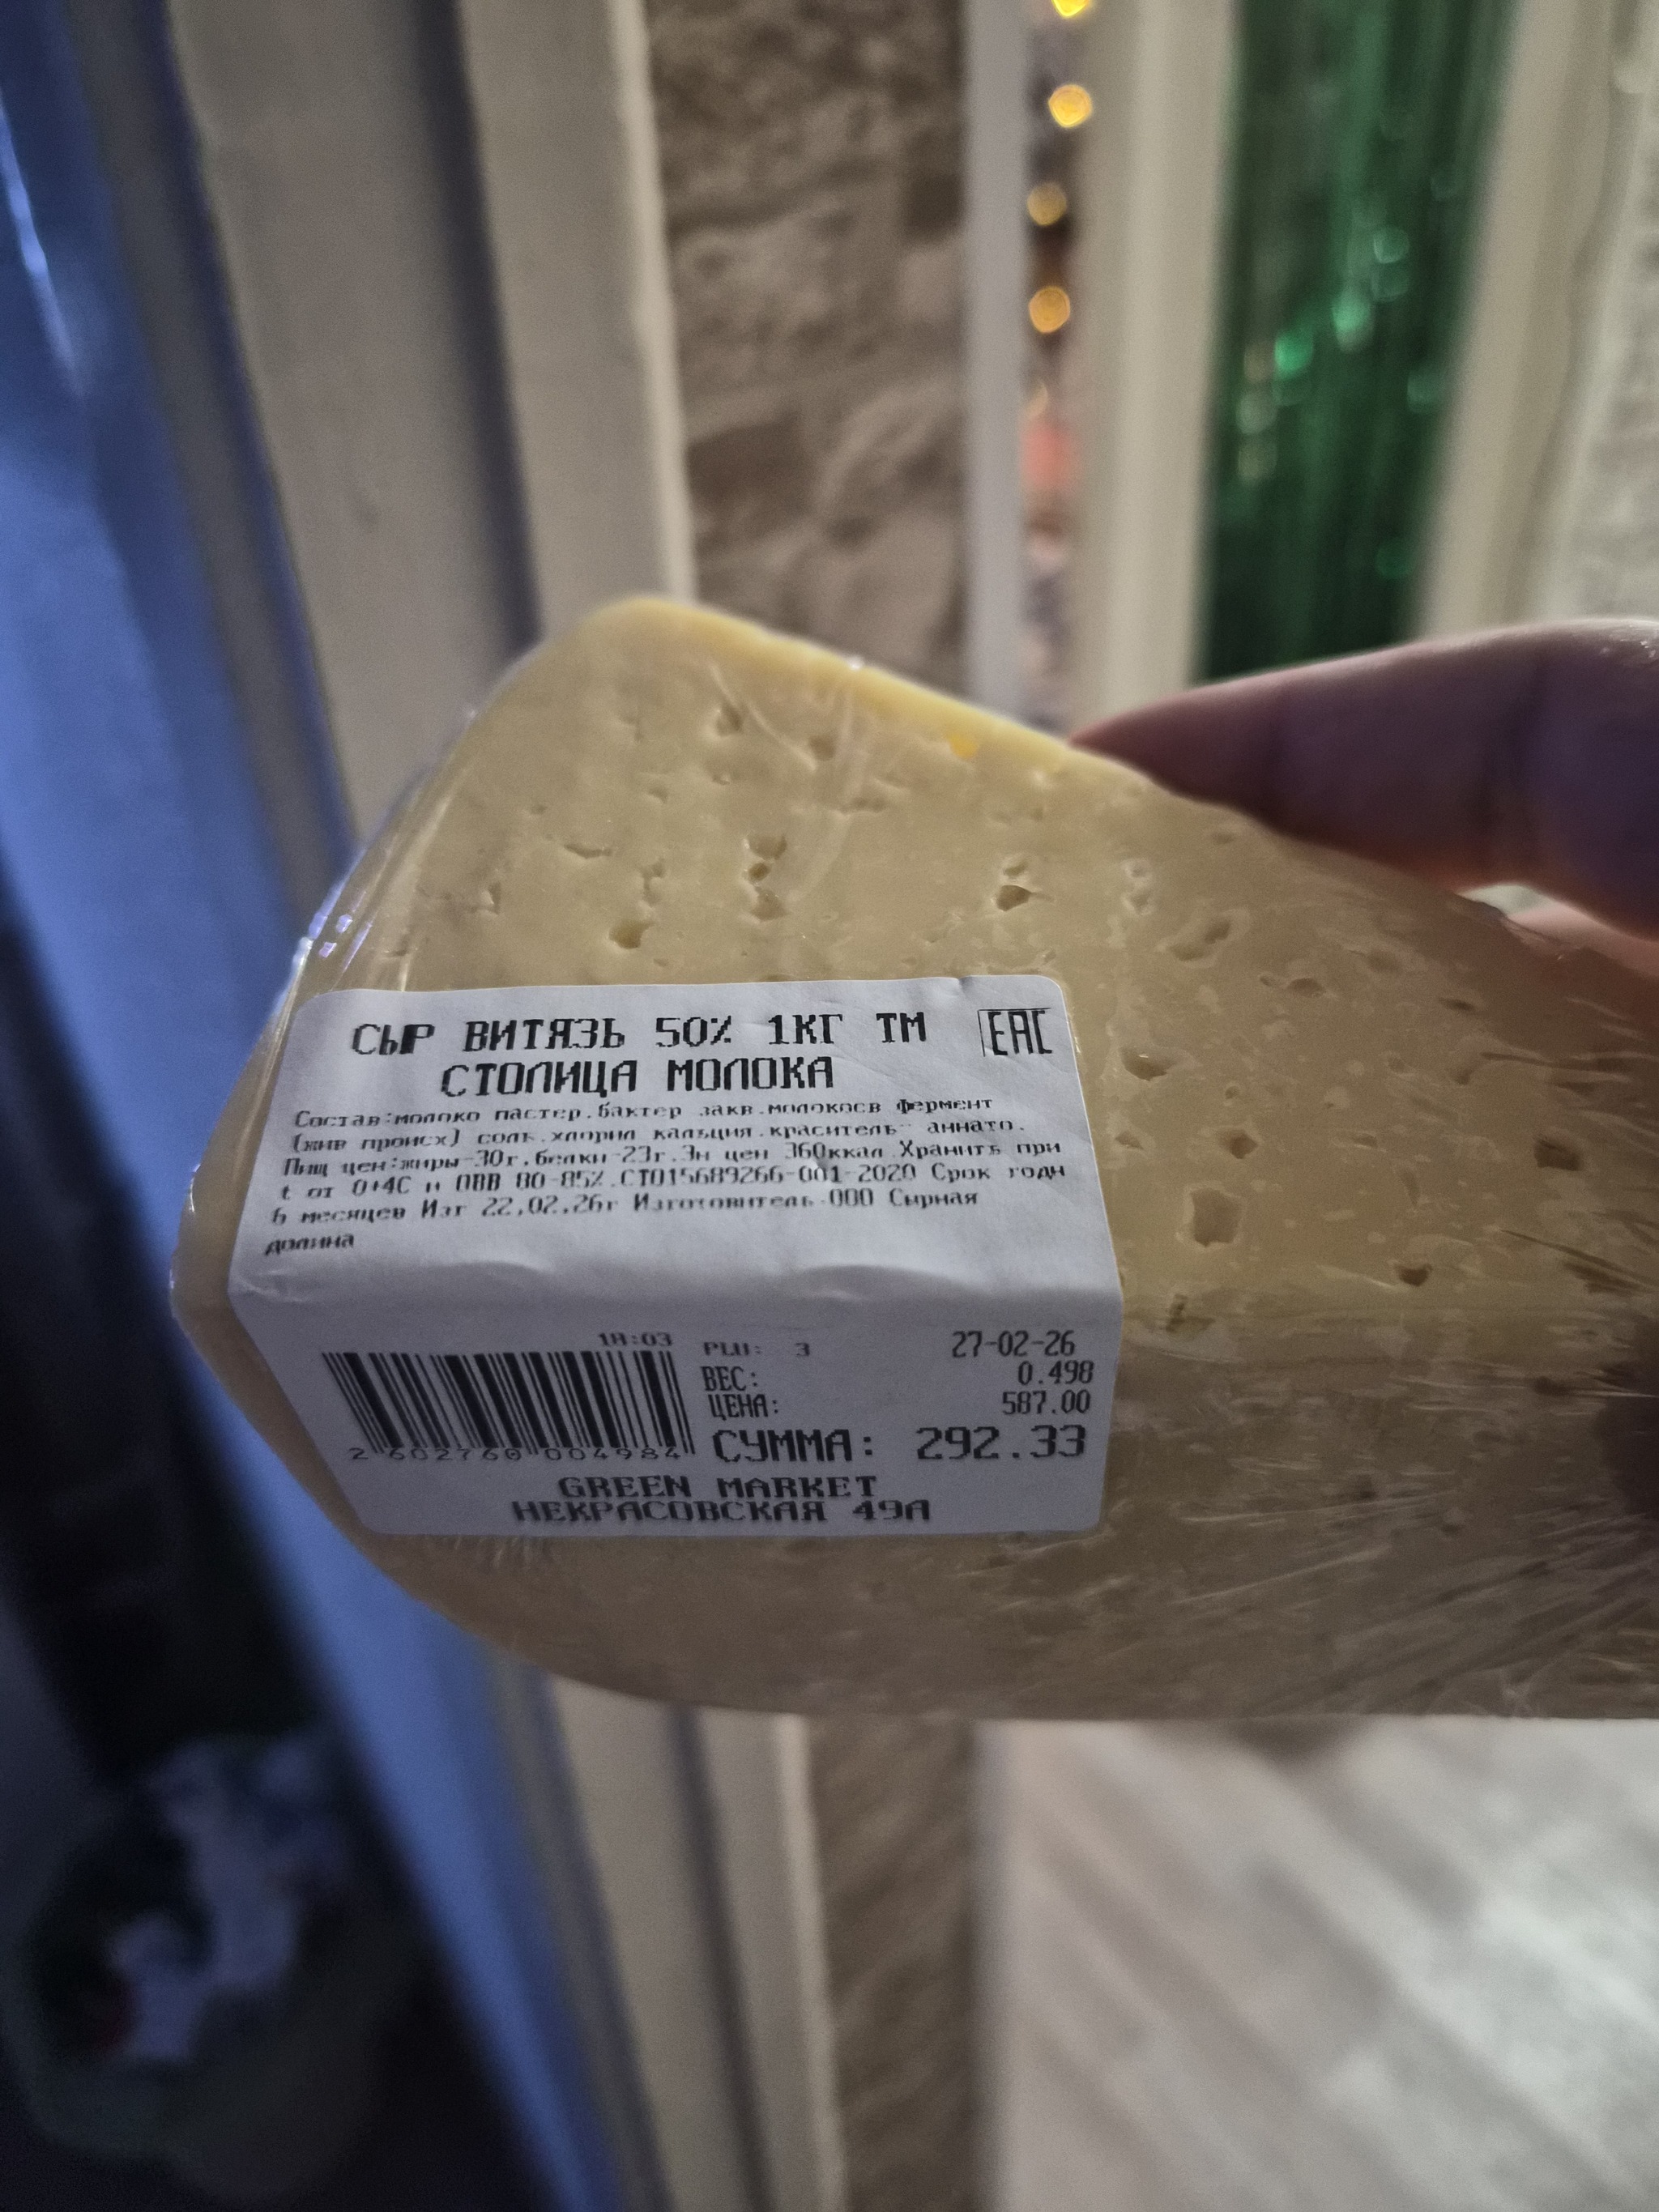 СЫР ВИТЯЗЬ 50% 1КГ ТМ
EAC
СТОЛИЦА МОЛОКА
Состав:молоко пастер.бактер закв.молокосв фермент
(жив происх) соль.хлорил кальция.краситель- аннато.
Пищ цен:жиры-30г.белки-23г.Эн цен 360ккал Хранить при
t от 0+4С и ОВВ 80-85%.СТО15689266-001-2020 Срок годн
6 месяцев Изг 22,02,26г Изготовитель-ООО Сырная
долина
18:03 PLU: 3 27-02-26
ВЕС: 0.498
ЦЕНА: 587.00
2 602760 004984
СУММА: 292.33
GREEN MARKET
НЕКРАСОВСКАЯ 49А